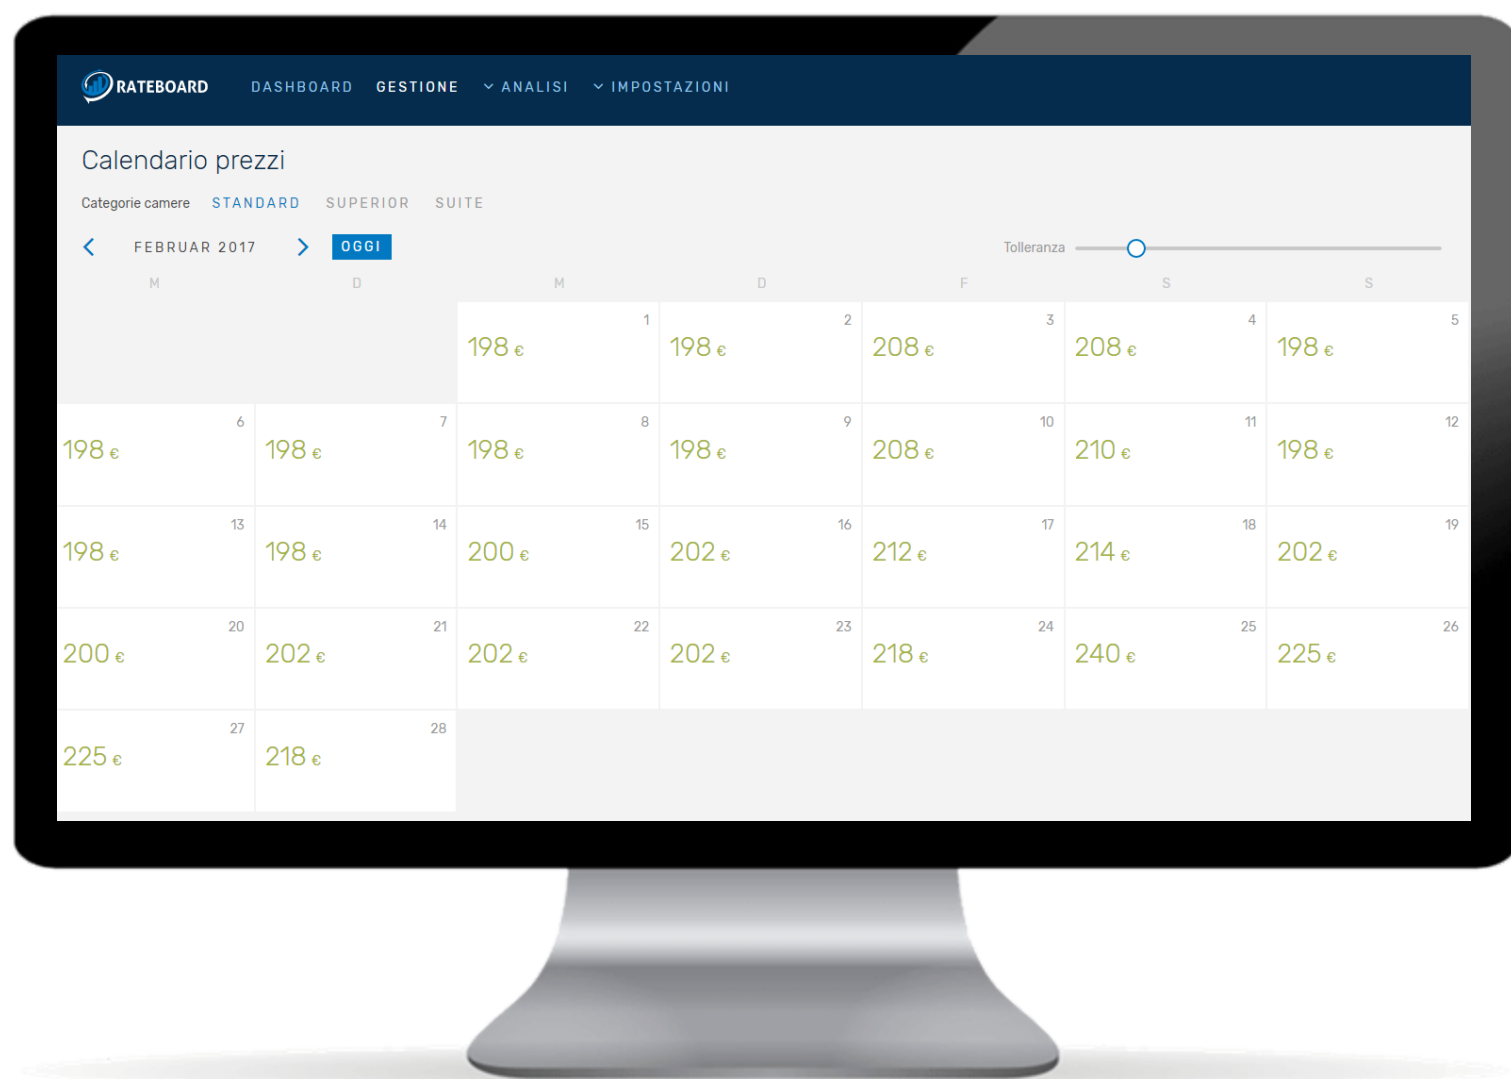 RATEBOARD DASHBOARD GESTIONE ANALISI IMPOSTAZIONI
Calendario prezzi
Categorie camere STANDARD SUPERIOR SUITE
FEBRUAR 2017 OGGI Tolleranza
M D M D F S S
1 2 3 4 5
198 € 198 € 208 € 208 € 198 €
6 7 8 9 10 11 12
198 € 198 € 198 € 198 € 208 € 210 € 198 €
13 14 15 16 17 18 19
198 € 198 € 200 € 202 € 212 € 214 € 202 €
20 21 22 23 24 25 26
200 € 202 € 202 € 202 € 218 € 240 € 225 €
27 28
225 € 218 €